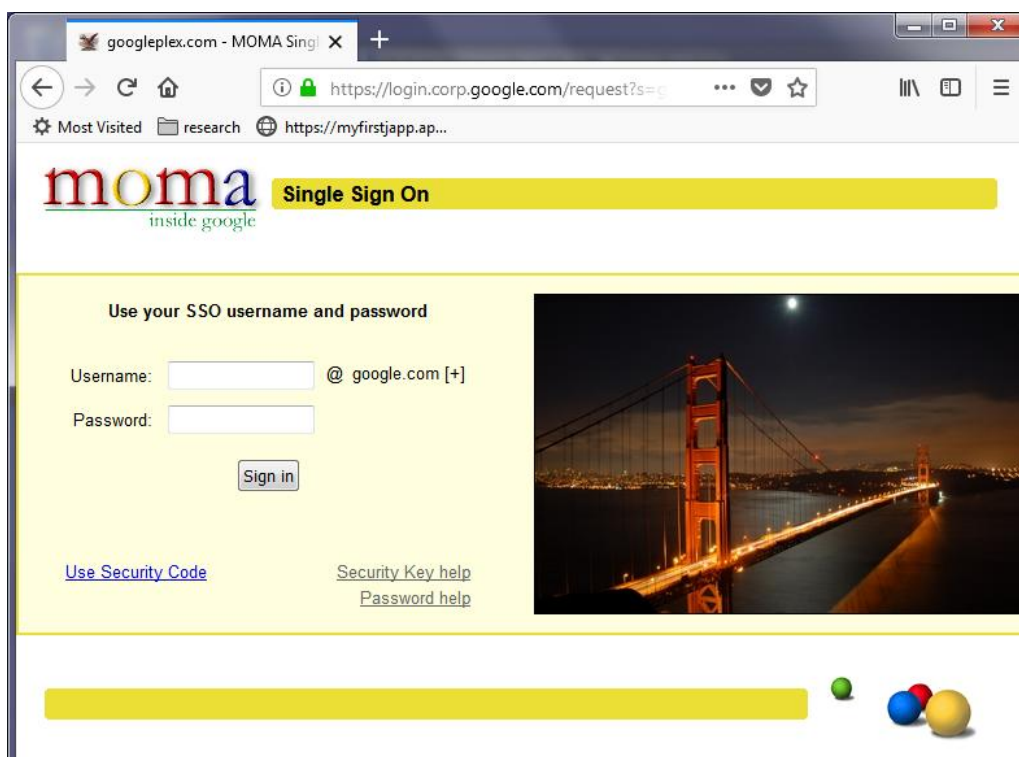 googleplex.com - MOMA Singl
https://login.corp.google.com/request?s=g
Most Visited research https://myfirstjapp.ap...
moma
inside google
Single Sign On
Use your SSO username and password
Username: @ google.com [+]
Password:
Sign in
Use Security Code Security Key help
Password help